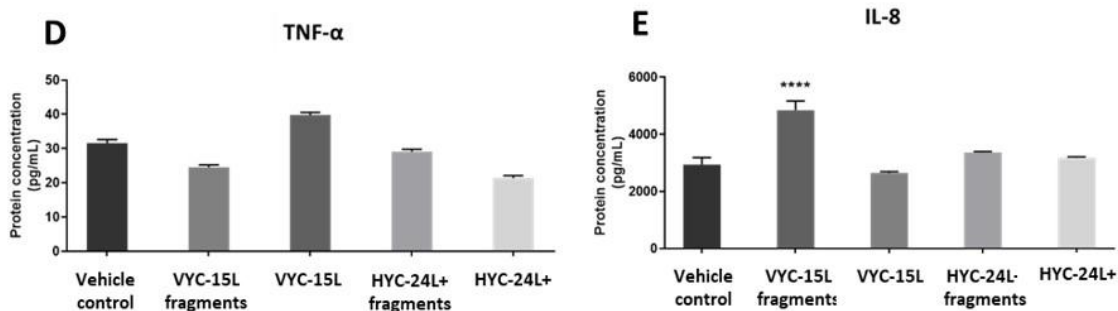 D
TNF-α
Protein concentration
(pg/mL)
50
40
30
20
10
0
Vehicle
control
VYC-15L
fragments
VYC-15L
HYC-24L+
fragments
HYC-24L+
E
IL-8
Protein concentration
(pg/mL)
6000
4000
2000
0
****
Vehicle
control
VYC-15L
fragments
VYC-15L
HYC-24L-
fragments
HYC-24L+